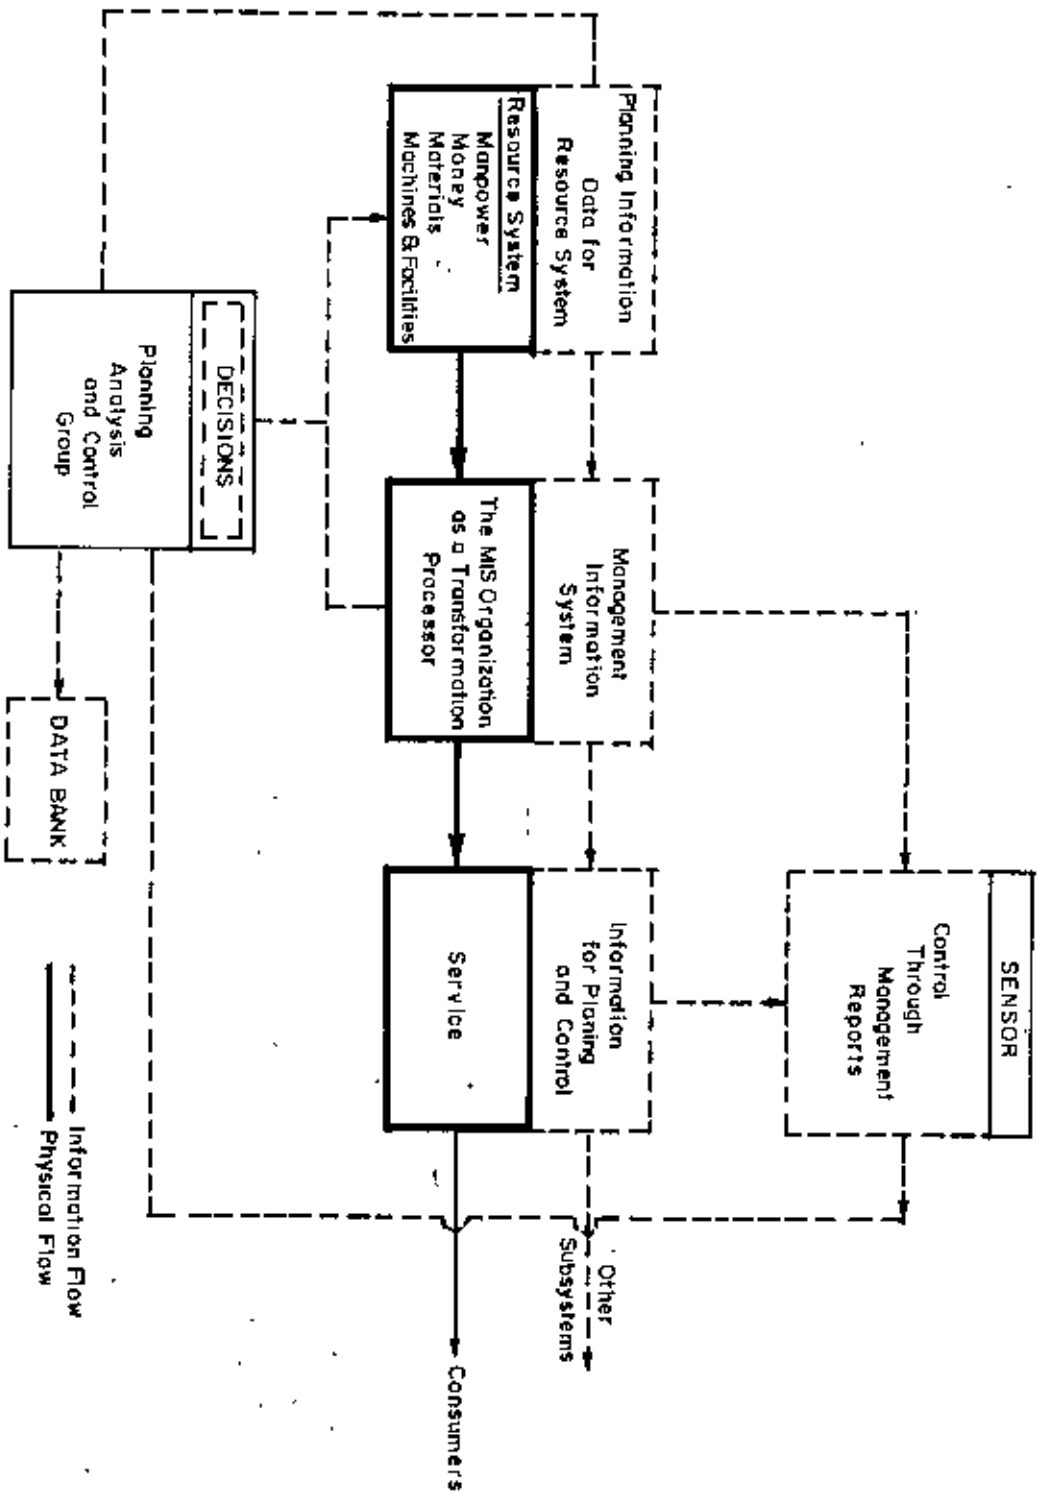 SENSOR
Control
Through
Management
Reports
Planning Information
Data for
Resource System
Management
Information
System
Information
for Planing
and Control
Other
Subsystems
Resource System
Manpower
Money
Materials
Machines & Facilities
The MIS Organization
as a Transformation
Processor
Service
Consumers
DECISIONS
Planning
Analysis
and Control
Group
DATA BANK
Information Flow
Physical Flow